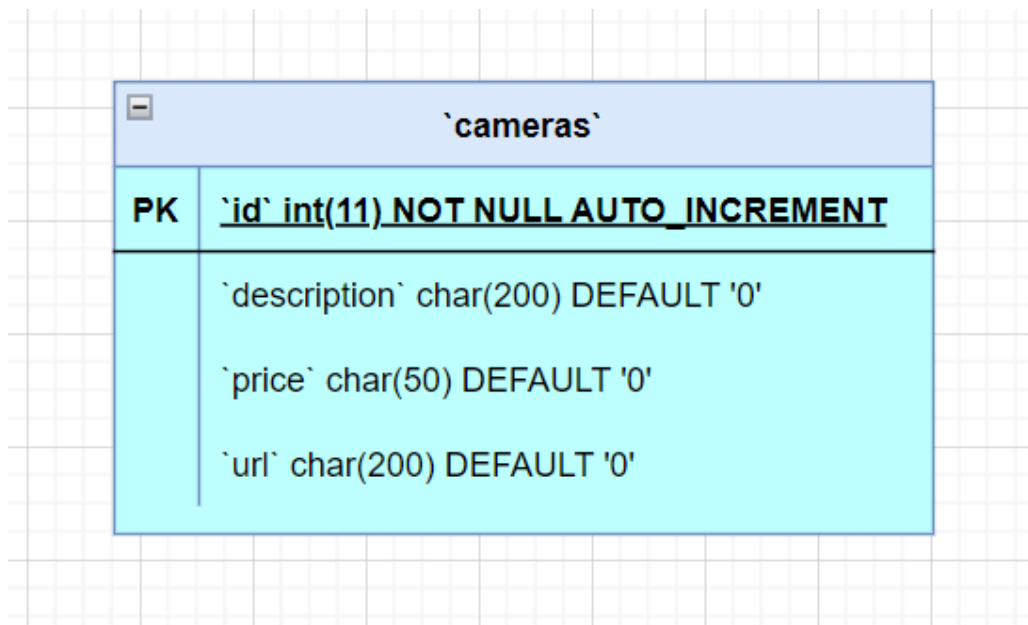 `cameras`
PK `id` int(11) NOT NULL AUTO_INCREMENT
`description` char(200) DEFAULT '0'
`price` char(50) DEFAULT '0'
`url` char(200) DEFAULT '0'